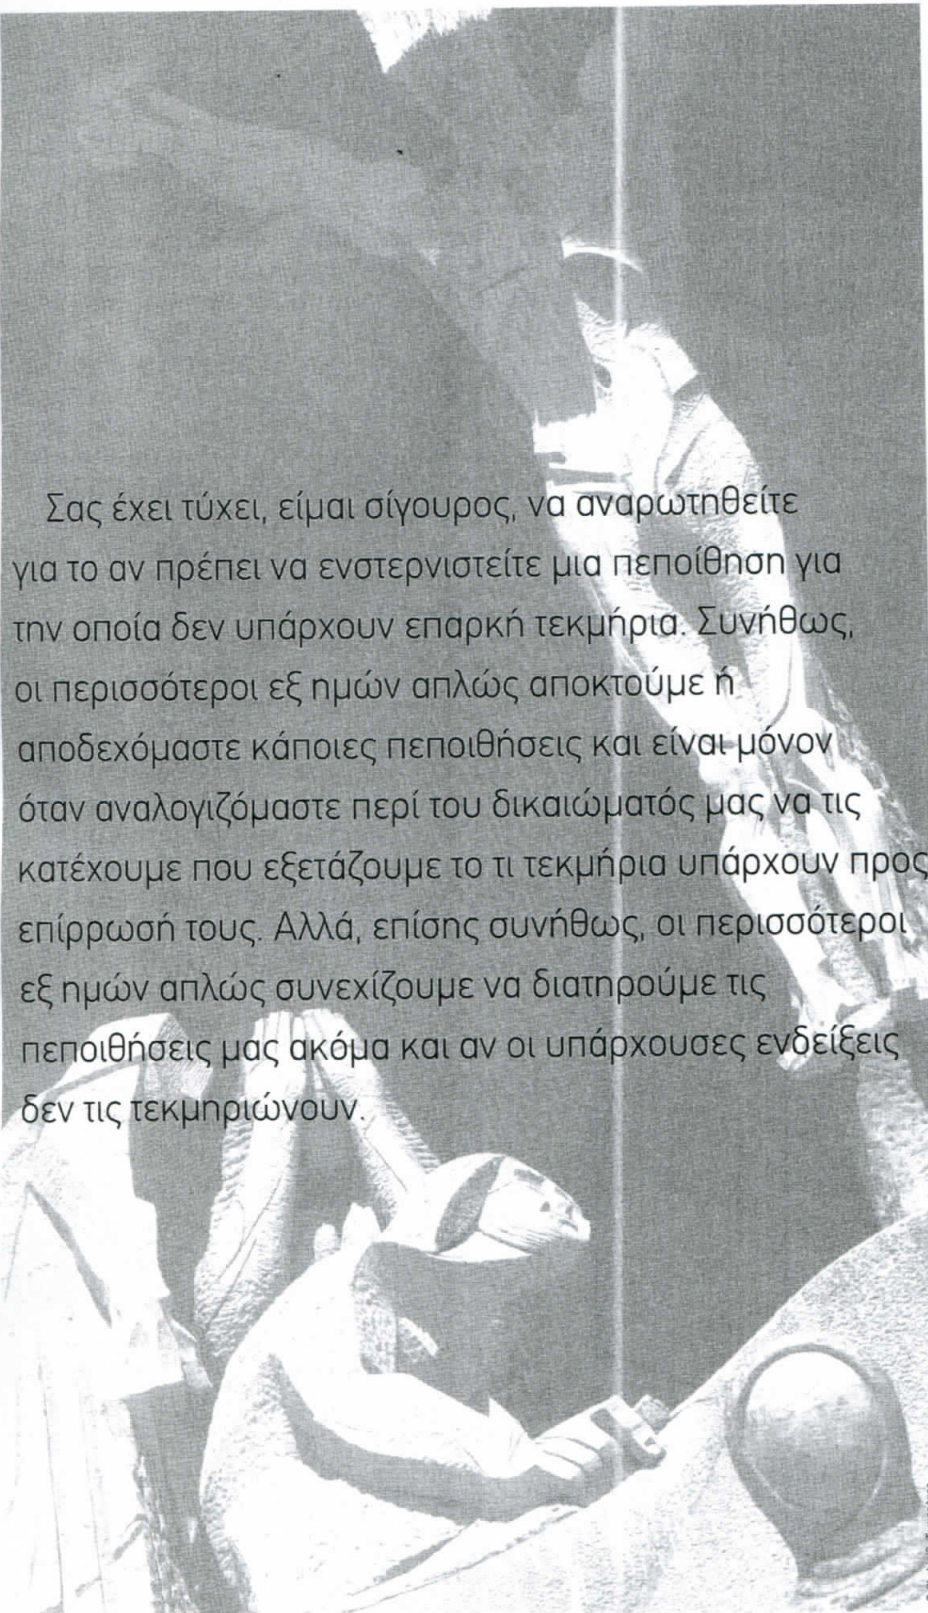 Σας έχει τύχει, είμαι σίγουρος, να αναρωτηθείτε
για το αν πρέπει να ενστερνιστείτε μια πεποίθηση για
την οποία δεν υπάρχουν επαρκή τεκμήρια. Συνήθως,
οι περισσότεροι εξ ημών απλώς αποκτούμε ή
αποδεχόμαστε κάποιες πεποιθήσεις και είναι μόνον
όταν αναλογιζόμαστε περί του δικαιώματός μας να τις
κατέχουμε που εξετάζουμε το τι τεκμήρια υπάρχουν προς
επίρρωσή τους. Αλλά, επίσης συνήθως, οι περισσότεροι
εξ ημών απλώς συνεχίζουμε να διατηρούμε τις
πεποιθήσεις μας ακόμα και αν οι υπάρχουσες ενδείξεις
δεν τις τεκμηριώνουν.